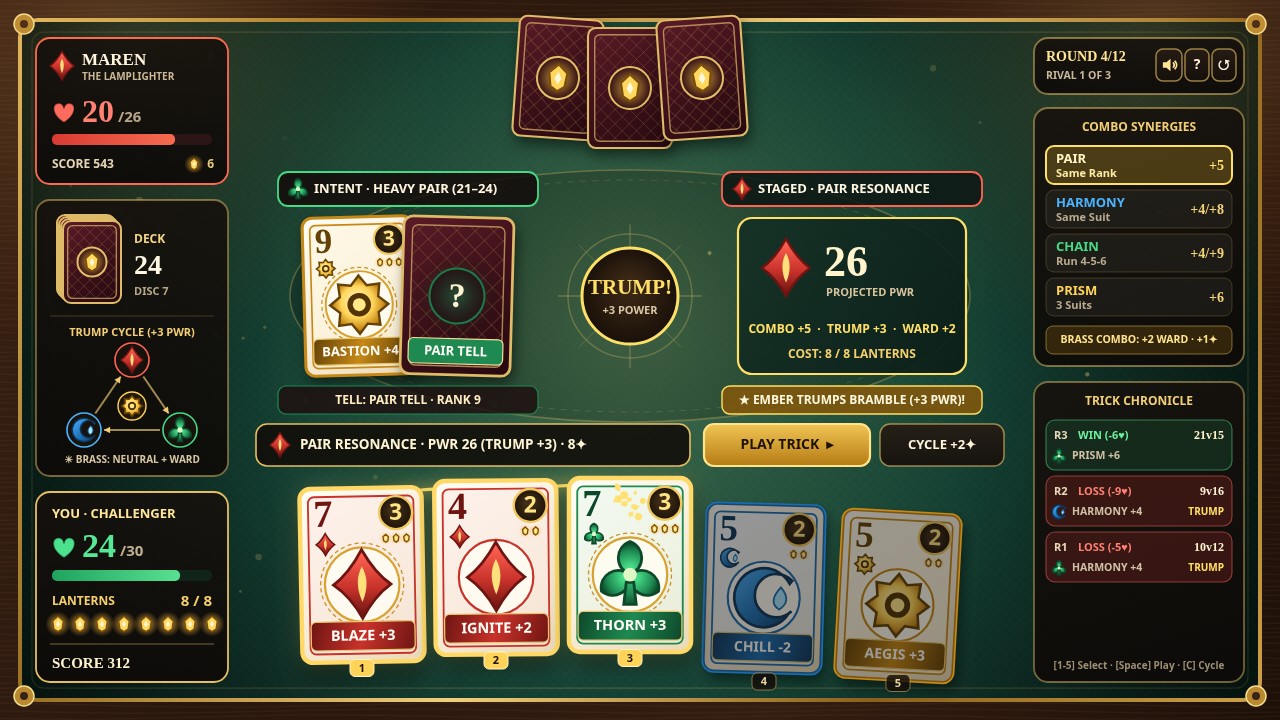 MAREN
THE LAMPLIGHTER
20 /26
SCORE 543
6
DECK
24
DISC 7
TRUMP CYCLE (+3 PWR)
☀ BRASS: NEUTRAL + WARD
YOU · CHALLENGER
24 /30
LANTERNS 8 / 8
SCORE 312
INTENT · HEAVY PAIR (21–24)
9
3
BASTION +4
?
PAIR TELL
TELL: PAIR TELL · RANK 9
TRUMP!
+3 POWER
STAGED · PAIR RESONANCE
26
PROJECTED PWR
COMBO +5 · TRUMP +3 · WARD +2
COST: 8 / 8 LANTERNS
★ EMBER TRUMPS BRAMBLE (+3 PWR)!
PAIR RESONANCE · PWR 26 (TRUMP +3) · 8✦
PLAY TRICK ►
CYCLE +2✦
7
3
BLAZE +3
1
4
2
IGNITE +2
2
7
3
THORN +3
3
5
2
CHILL -2
4
5
2
AEGIS +3
5
ROUND 4/12
RIVAL 1 OF 3
?
↺
COMBO SYNERGIES
PAIR
Same Rank
+5
HARMONY
Same Suit
+4/+8
CHAIN
Run 4-5-6
+4/+9
PRISM
3 Suits
+6
BRASS COMBO: +2 WARD · +1✦
TRICK CHRONICLE
R3 WIN (-6♥) 21v15
PRISM +6
R2 LOSS (-9♥) 9v16
HARMONY +4 TRUMP
R1 LOSS (-5♥) 10v12
HARMONY +4 TRUMP
[1-5] Select · [Space] Play · [C] Cycle